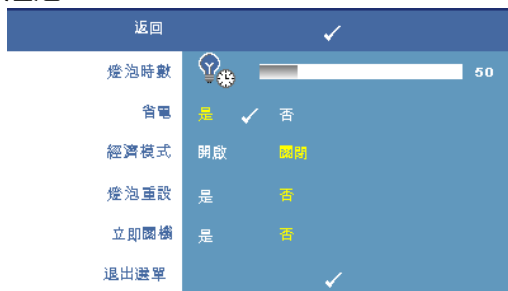 返回 ✓
燈泡時數 50
省電 是 ✓ 否
經濟模式 開啟 關閉
燈泡重設 是 否
立即關機 是 否
退出選單 ✓